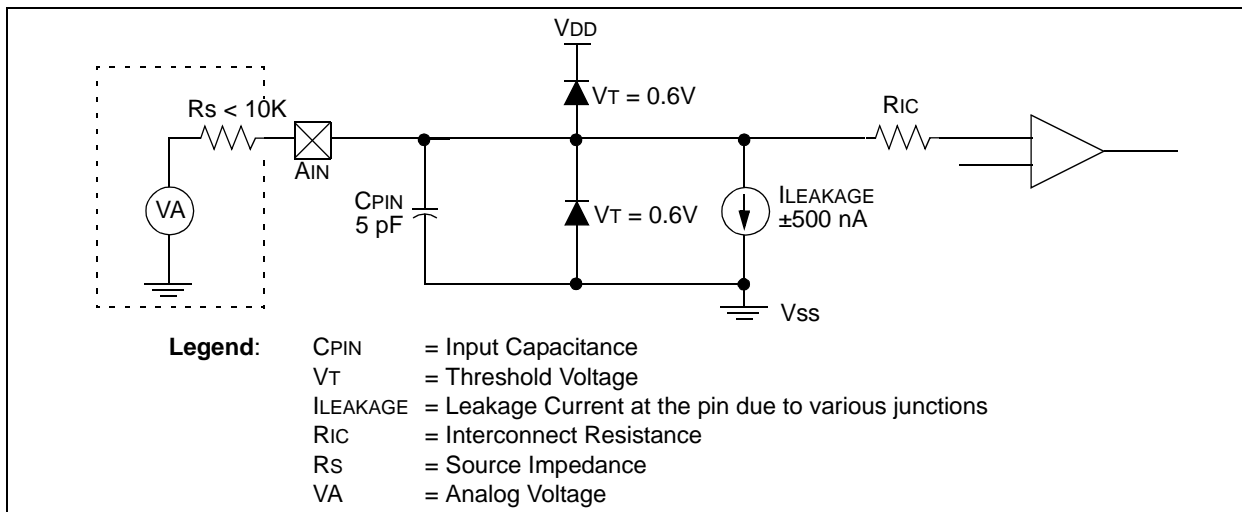 VDD
VT = 0.6V
RS < 10K
RIC
AIN
VA
CPIN
5 pF
VT = 0.6V
ILEAKAGE
±500 nA
VSS
Legend:
CPIN = Input Capacitance
VT = Threshold Voltage
ILEAKAGE = Leakage Current at the pin due to various junctions
RIC = Interconnect Resistance
RS = Source Impedance
VA = Analog Voltage